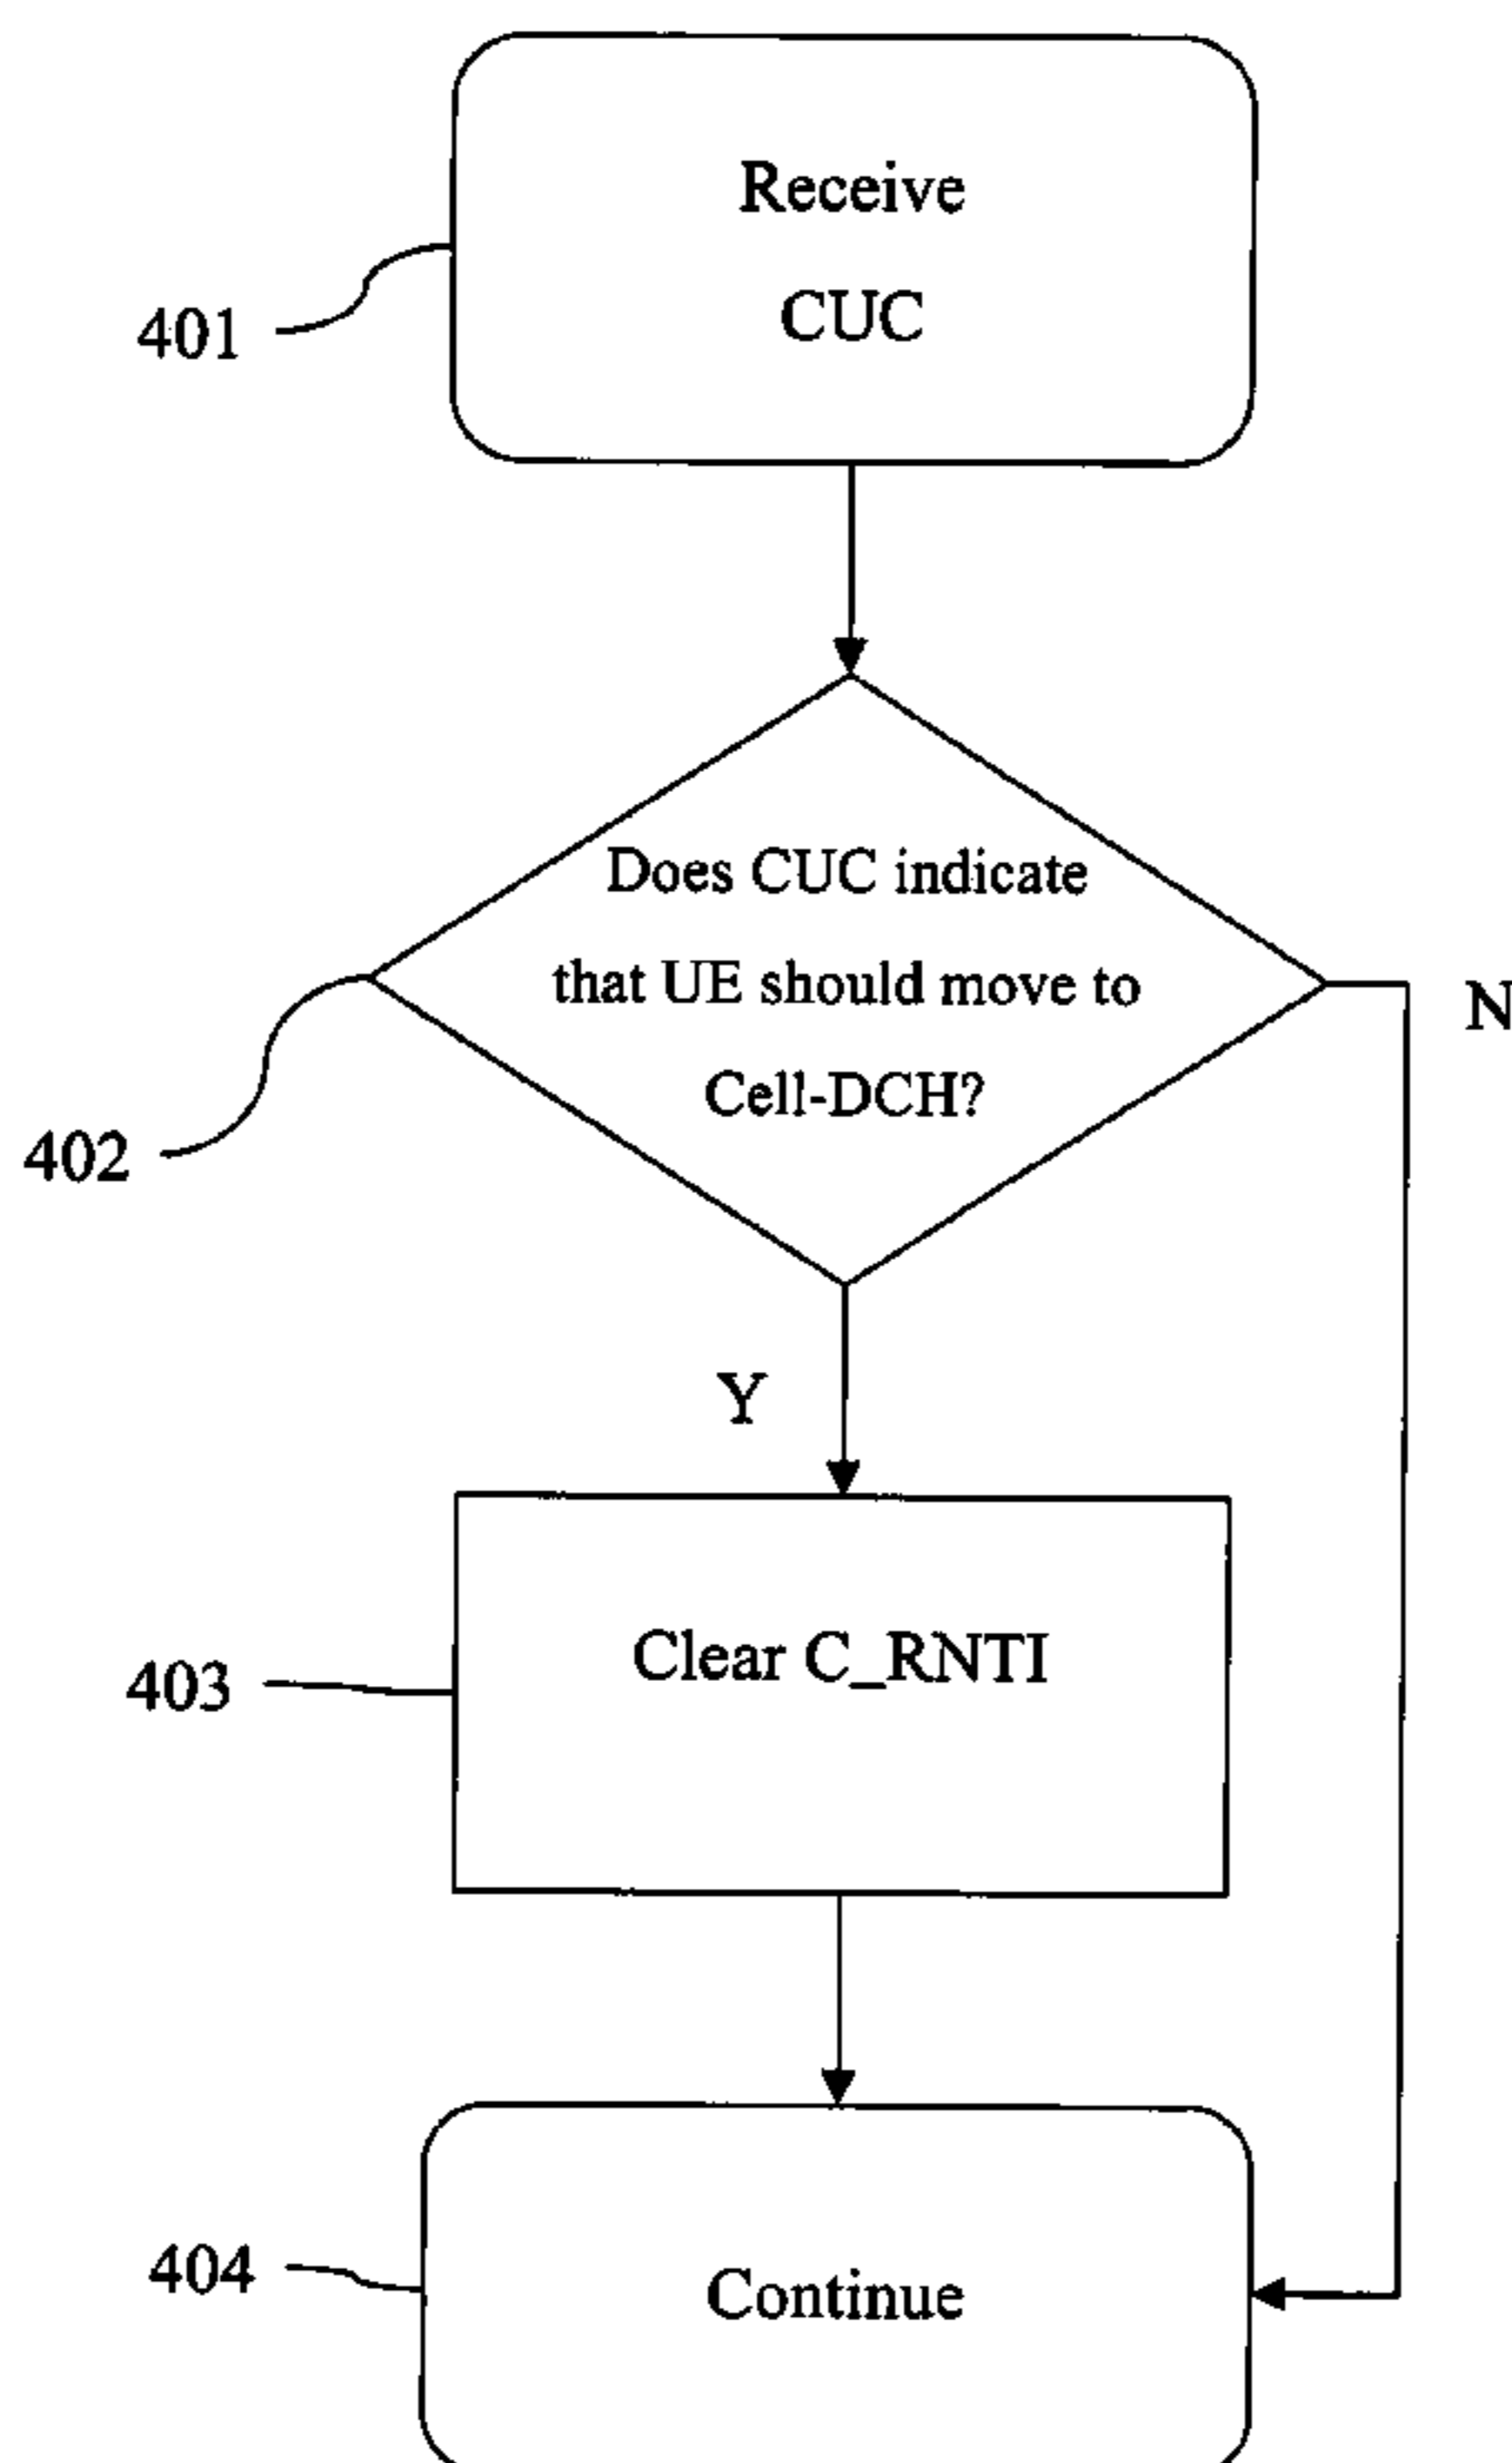 Receive
CUC
401
Does CUC indicate
that UE should move to
Cell-DCH?
N
402
Y
Clear C_RNTI
403
404
Continue